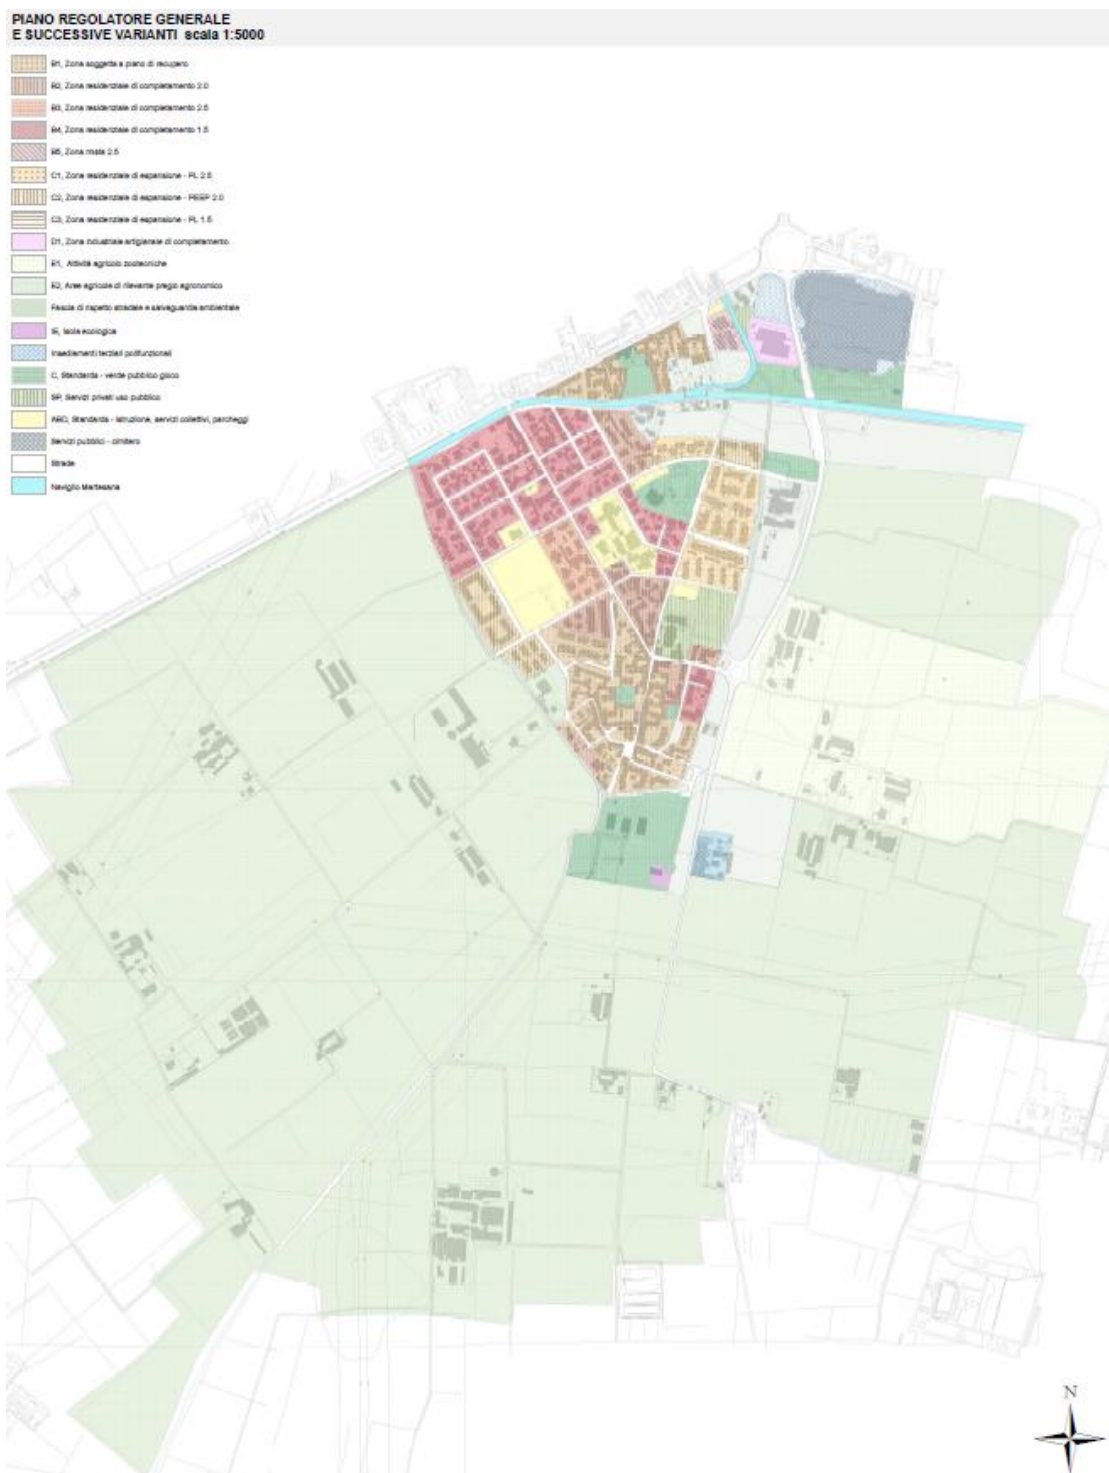 PIANO REGOLATORE GENERALE
E SUCCESSIVE VARIANTI scala 1:5000
B1, Zona soggetta a piano di recupero
B2, Zona residenziale di completamento 2.0
B3, Zona residenziale di completamento 2.5
B4, Zona residenziale di completamento 1.5
B5, Zona mista 2.5
C1, Zona residenziale di espansione - PL 2.5
C2, Zona residenziale di espansione - PEEP 2.0
C3, Zona residenziale di espansione - PL 1.5
D1, Zona industriale artigianale di completamento
E1, Attività agricolo zootecniche
E2, Aree agricole di rilevante pregio agronomico
Fascia di rispetto stradale e salvaguardia ambientale
IE, Isola ecologica
Insediamenti terziari polifunzionali
C, Standards - verde pubblico gioco
SP, Servizi privati uso pubblico
ABD, Standards - istruzione, servizi collettivi, parcheggi
Servizi pubblici - cimitero
Strade
Naviglio Martesana
N